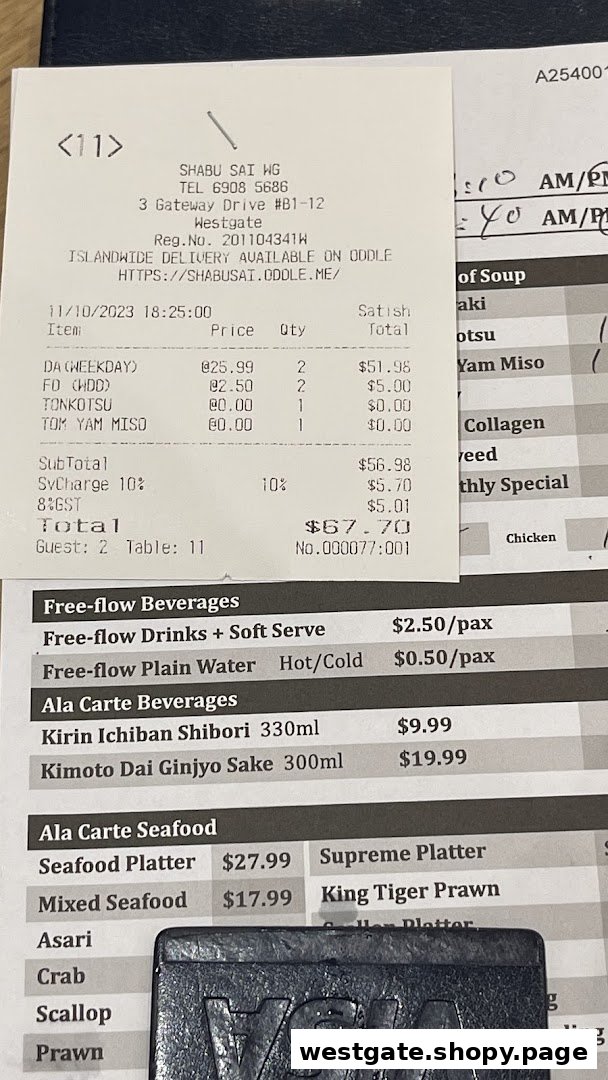 A254001
<11>
SHABU SAI WG
TEL 6908 5686
3 Gateway Drive #B1-12
Westgate
Reg.No. 201104341W
ISLANDWIDE DELIVERY AVAILABLE ON ODDLE
HTTPS://SHABUSAI.ODDLE.ME/
11/10/2023 18:25:00 Satish
Item Price Qty Total
DA(WEEKDAY) @25.99 2 $51.98
FD (WDD) @2.50 2 $5.00
TONKOTSU @0.00 1 $0.00
TOM YAM MISO @0.00 1 $0.00
SubTotal $56.98
SvCharge 10% 10% $5.70
8%GST $5.01
Total $67.70
Guest: 2 Table: 11 No.000077:001
:10 AM/PM
:40 AM/PM
of Soup
aki
otsu
Yam Miso
Collagen
weed
thly Special
Chicken
Free-flow Beverages
Free-flow Drinks + Soft Serve $2.50/pax
Free-flow Plain Water Hot/Cold $0.50/pax
Ala Carte Beverages
Kirin Ichiban Shibori 330ml $9.99
Kimoto Dai Ginjyo Sake 300ml $19.99
Ala Carte Seafood
Seafood Platter $27.99 Supreme Platter
Mixed Seafood $17.99 King Tiger Prawn
Asari Platter
Crab
Scallop
Prawn
VISA
westgate.shopy.page